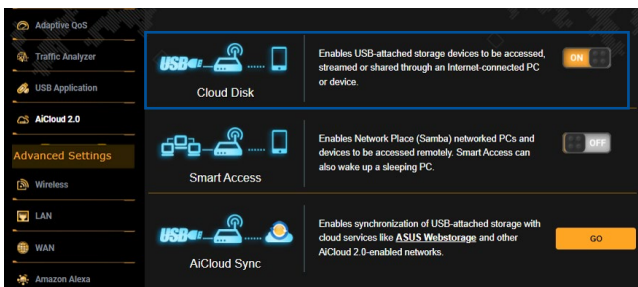 Adaptive QoS
Traffic Analyzer
USB Application
AiCloud 2.0
Advanced Settings
Wireless
LAN
WAN
Amazon Alexa
USB
Cloud Disk
Enables USB-attached storage devices to be accessed,
streamed or shared through an Internet-connected PC
or device.
ON
Smart Access
Enables Network Place (Samba) networked PCs and
devices to be accessed remotely. Smart Access can
also wake up a sleeping PC.
OFF
USB
AiCloud Sync
Enables synchronization of USB-attached storage with
cloud services like ASUS Webstorage and other
AiCloud 2.0-enabled networks.
GO